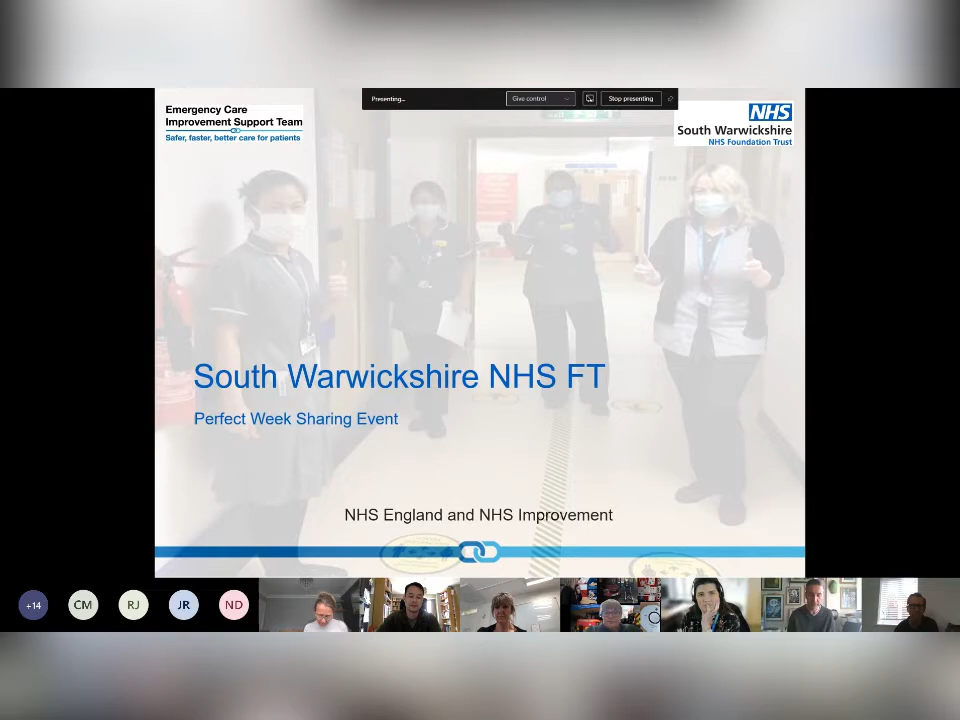 Emergency Care
Improvement Support Team
Safer, faster, better care for patients
Presenting...
Give control
Stop presenting
NHS
South Warwickshire
NHS Foundation Trust
South Warwickshire NHS FT
Perfect Week Sharing Event
NHS England and NHS Improvement
+14
CM
RJ
JR
ND